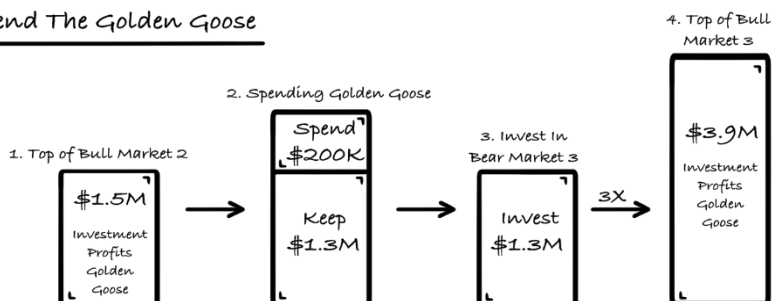 end The Golden Goose
1. Top of Bull Market 2
$1.5M
Investment
Profits
Golden
Goose
2. Spending Golden Goose
Spend
$200K
Keep
$1.3M
3. Invest In
Bear Market 3
Invest
$1.3M
3X
4. Top of Bull
Market 3
$3.9M
Investment
Profits
Golden
Goose